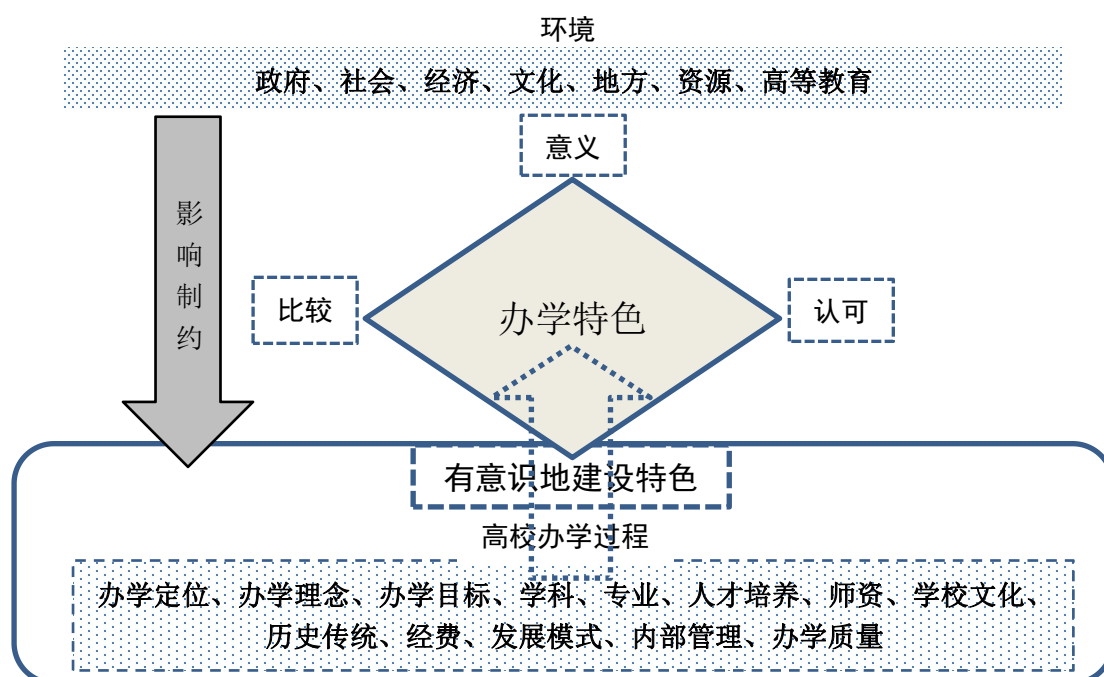 环境
政府、社会、经济、文化、地方、资源、高等教育
意义
影响制约
比较
办学特色
认可
有意识地建设特色
高校办学过程
办学定位、办学理念、办学目标、学科、专业、人才培养、师资、学校文化、
历史传统、经费、发展模式、内部管理、办学质量